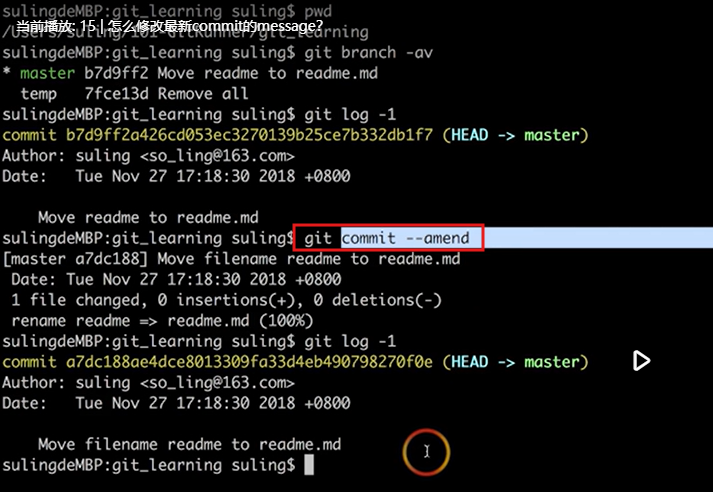 sulingdeMBP:git_learning suling$ pwd
当前播放: 15 | 怎么修改最新commit的message?
/Users/suling/101-GitRunner/git_learning
sulingdeMBP:git_learning suling$ git branch -av
* master b7d9ff2 Move readme to readme.md
  temp   7fce13d Remove all
sulingdeMBP:git_learning suling$ git log -1
commit b7d9ff2a426cd053ec3270139b25ce7b332db1f7 (HEAD -> master)
Author: suling <so_ling@163.com>
Date:   Tue Nov 27 17:18:30 2018 +0800
    Move readme to readme.md
sulingdeMBP:git_learning suling$ git commit --amend
[master a7dc188] Move filename readme to readme.md
 Date: Tue Nov 27 17:18:30 2018 +0800
 1 file changed, 0 insertions(+), 0 deletions(-)
 rename readme => readme.md (100%)
sulingdeMBP:git_learning suling$ git log -1
commit a7dc188ae4dce8013309fa33d4eb490798270f0e (HEAD -> master)
Author: suling <so_ling@163.com>
Date:   Tue Nov 27 17:18:30 2018 +0800
    Move filename readme to readme.md
sulingdeMBP:git_learning suling$